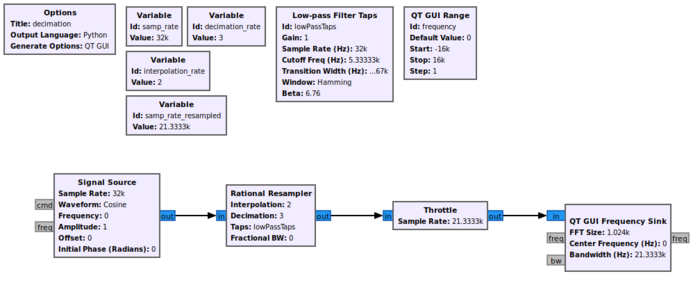 Options
Title: decimation
Output Language: Python
Generate Options: QT GUI
Variable
Id: samp_rate
Value: 32k
Variable
Id: decimation_rate
Value: 3
Variable
Id: interpolation_rate
Value: 2
Variable
Id: samp_rate_resampled
Value: 21.3333k
Low-pass Filter Taps
Id: lowPassTaps
Gain: 1
Sample Rate (Hz): 32k
Cutoff Freq (Hz): 5.33333k
Transition Width (Hz): ...67k
Window: Hamming
Beta: 6.76
QT GUI Range
Id: frequency
Default Value: 0
Start: -16k
Stop: 16k
Step: 1
cmd
freq
Signal Source
Sample Rate: 32k
Waveform: Cosine
Frequency: 0
Amplitude: 1
Offset: 0
Initial Phase (Radians): 0
out
in
Rational Resampler
Interpolation: 2
Decimation: 3
Taps: lowPassTaps
Fractional BW: 0
out
in
Throttle
Sample Rate: 21.3333k
out
in
freq
bw
QT GUI Frequency Sink
FFT Size: 1.024k
Center Frequency (Hz): 0
Bandwidth (Hz): 21.3333k
freq